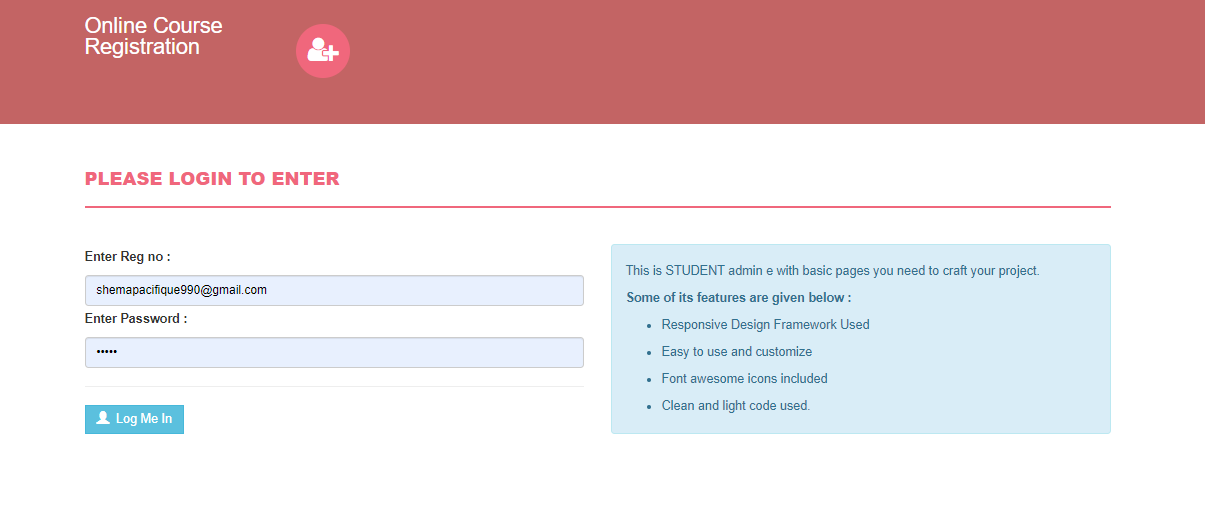 Online Course
Registration
PLEASE LOGIN TO ENTER
Enter Reg no :
shemapacifique990@gmail.com
Enter Password :
•••••
Log Me In
This is STUDENT admin e with basic pages you need to craft your project.
Some of its features are given below :
• Responsive Design Framework Used
• Easy to use and customize
• Font awesome icons included
• Clean and light code used.